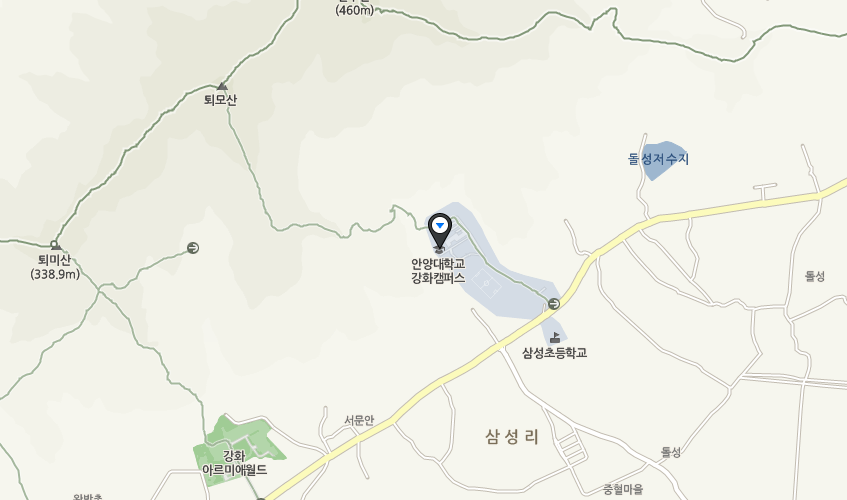 (460m)
퇴모산
돌성저수지
퇴미산
(338.9m)
안양대학교
강화캠퍼스
돌성
삼성초등학교
서문안
삼성리
강화
아르미애월드
돌성
중혈마을